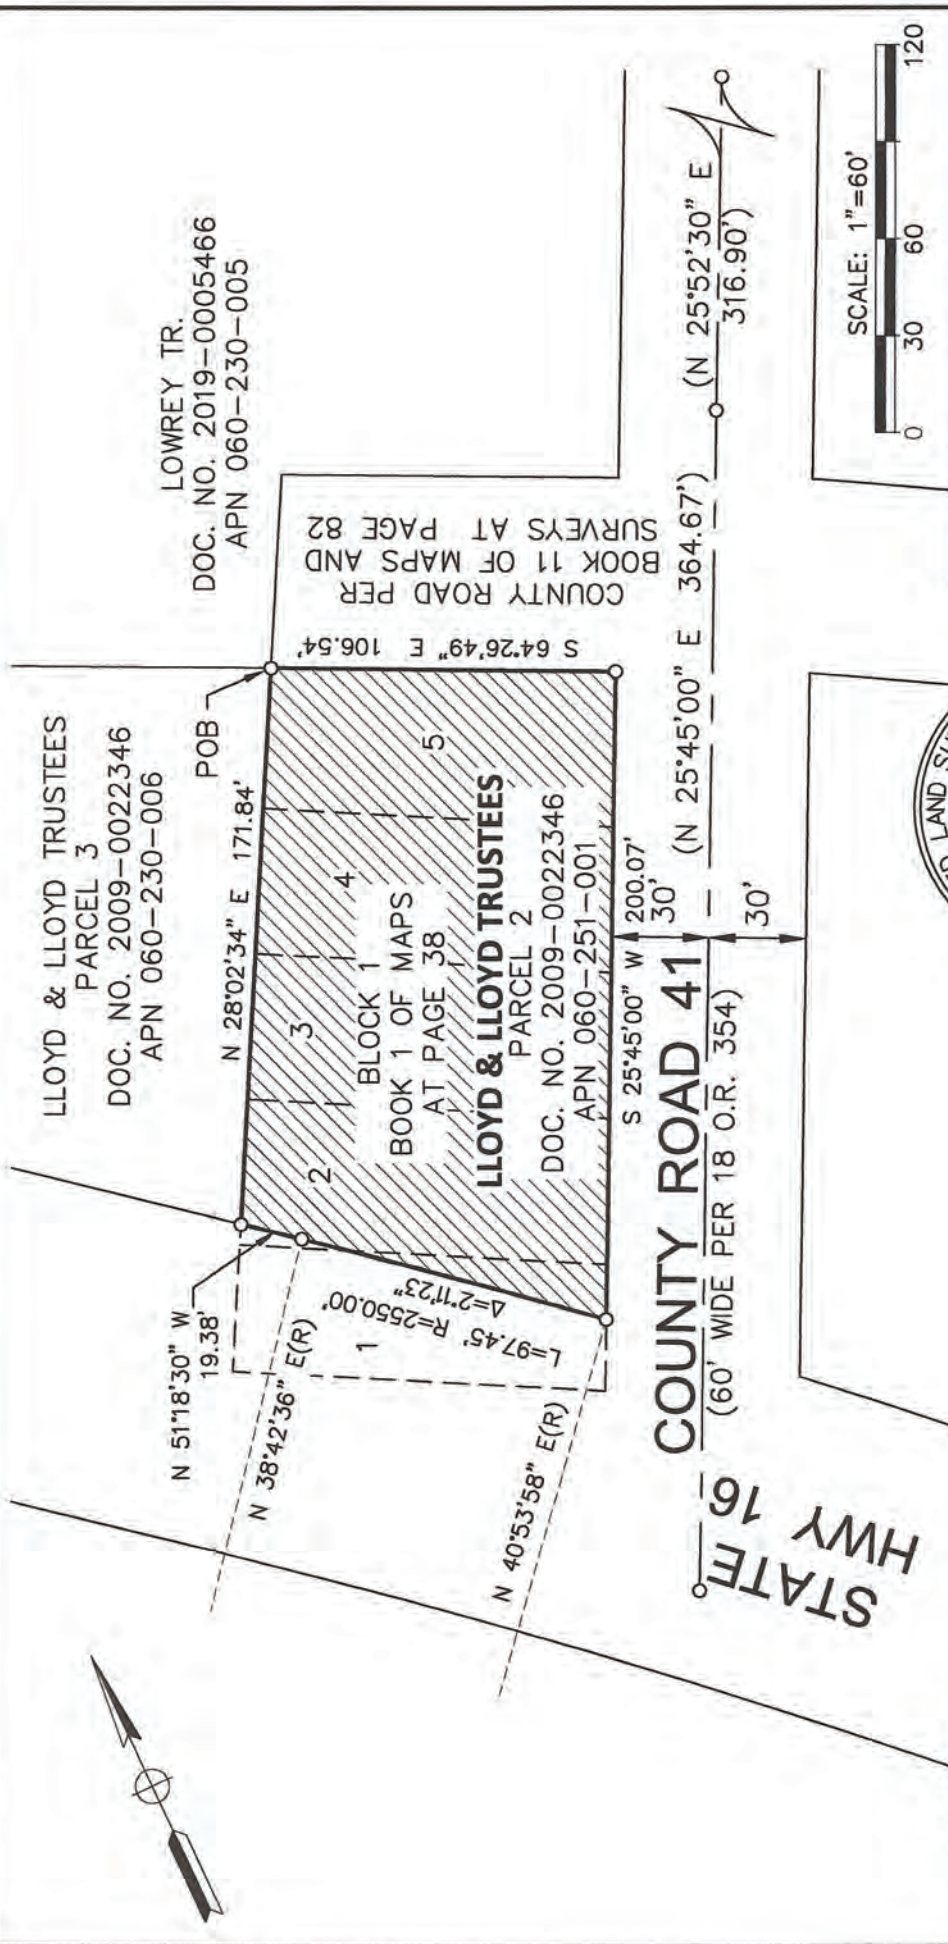 LOWREY TR.
DOC. NO. 2019-0005466
APN 060-230-005
LLOYD & LLOYD TRUSTEES
PARCEL 3
DOC. NO. 2009-0022346
APN 060-230-006
POB
N 28°02'34" E 171.84'
N 51°18'30" W
19.38'
N 38°42'36" E(R)
N 40°53'58" E(R)
L=97.45' R=2550.00'
Δ=2°11'23"
1
2
3
4
5
BLOCK 1
BOOK 1 OF MAPS
AT PAGE 38
LLOYD & LLOYD TRUSTEES
PARCEL 2
DOC. NO. 2009-0022346
APN 060-251-001
S 64°26'49" E 106.54'
COUNTY ROAD PER
BOOK 11 OF MAPS AND
SURVEYS AT PAGE 82
S 25°45'00" W 200.07'
30'
30'
COUNTY ROAD 41
(60' WIDE PER 18 O.R. 354)
(N 25°45'00" E 364.67')
(N 25°52'30" E
316.90')
STATE
HWY 16
SCALE: 1"=60'
0 30 60 120
LAND